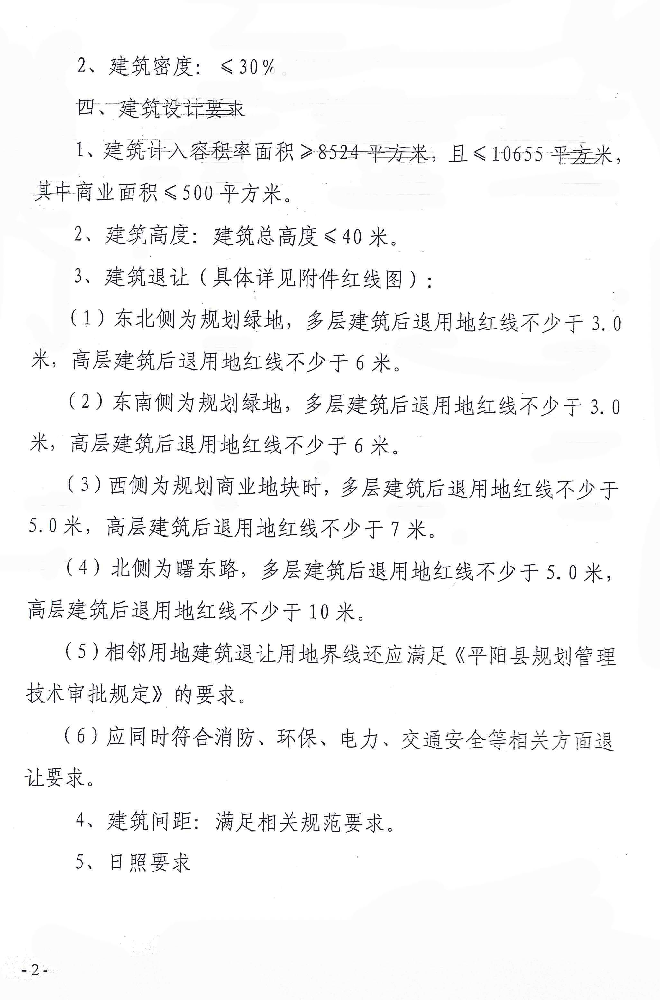 2、建筑密度：≤30%。
四、建筑设计要求
1、建筑计入容积率面积≥8524平方米，且≤10655平方米，
其中商业面积≤500平方米。
2、建筑高度：建筑总高度≤40米。
3、建筑退让（具体详见附件红线图）：
（1）东北侧为规划绿地，多层建筑后退用地红线不少于3.0
米，高层建筑后退用地红线不少于6米。
（2）东南侧为规划绿地，多层建筑后退用地红线不少于3.0
米，高层建筑后退用地红线不少于6米。
（3）西侧为规划商业地块时，多层建筑后退用地红线不少于
5.0米，高层建筑后退用地红线不少于7米。
（4）北侧为曙东路，多层建筑后退用地红线不少于5.0米，
高层建筑后退用地红线不少于10米。
（5）相邻用地建筑退让用地界线还应满足《平阳县规划管理
技术审批规定》的要求。
（6）应同时符合消防、环保、电力、交通安全等相关方面退
让要求。
4、建筑间距：满足相关规范要求。
5、日照要求
-2-